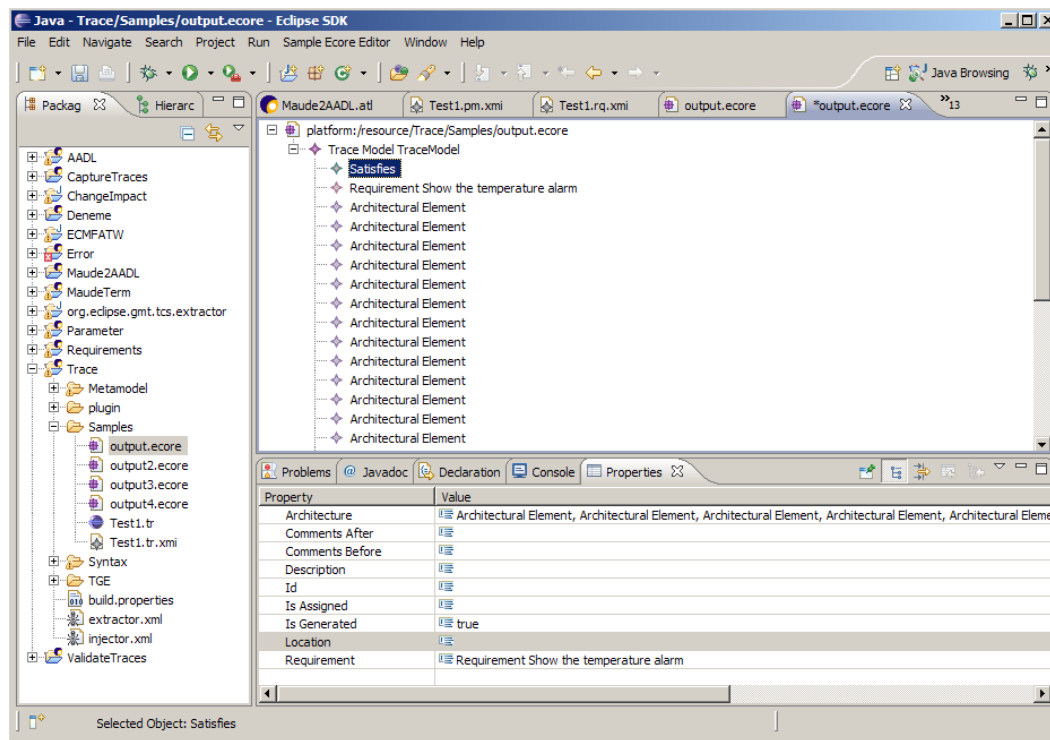 Java - Trace/Samples/output.ecore - Eclipse SDK
File Edit Navigate Search Project Run Sample Ecore Editor Window Help
Java Browsing
Packag
Hierarc
Maude2AADL.atl
Test1.pm.xmi
Test1.rq.xmi
output.ecore
*output.ecore
»13
AADL
CaptureTraces
ChangeImpact
Deneme
ECMFATW
Error
Maude2AADL
MaudeTerm
org.eclipse.gmt.tcs.extractor
Parameter
Requirements
Trace
Metamodel
plugin
Samples
output.ecore
output2.ecore
output3.ecore
output4.ecore
Test1.tr
Test1.tr.xmi
Syntax
TGE
build.properties
extractor.xml
injector.xml
ValidateTraces
platform:/resource/Trace/Samples/output.ecore
Trace Model TraceModel
Satisfies
Requirement Show the temperature alarm
Architectural Element
Architectural Element
Architectural Element
Architectural Element
Architectural Element
Architectural Element
Architectural Element
Architectural Element
Architectural Element
Architectural Element
Architectural Element
Architectural Element
Architectural Element
Problems @ Javadoc Declaration Console Properties
Property Value
Architecture Architectural Element, Architectural Element, Architectural Element, Architectural Element, Architectural Eleme
Comments After
Comments Before
Description
Id
Is Assigned
Is Generated true
Location
Requirement Requirement Show the temperature alarm
Selected Object: Satisfies